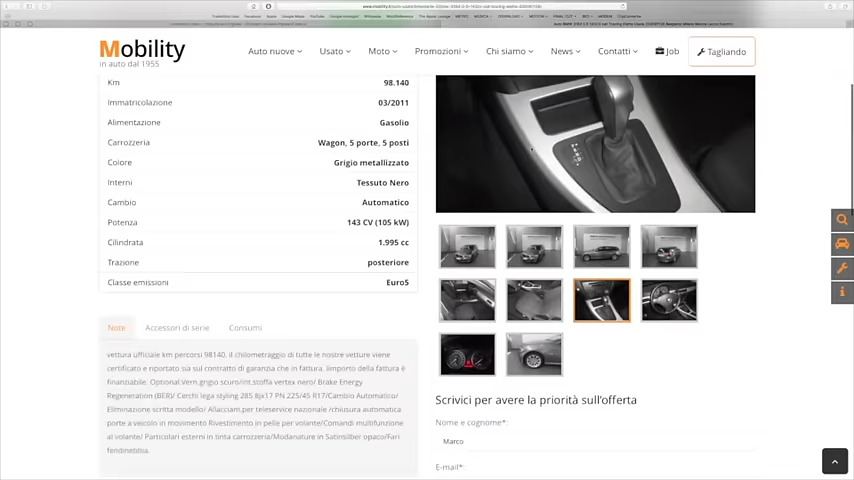 Mobility
in auto dal 1955
Auto nuove
Usato
Moto
Promozioni
Chi siamo
News
Contatti
Job
Tagliando
Km 98.140
Immatricolazione 03/2011
Alimentazione Gasolio
Carrozzeria Wagon, 5 porte, 5 posti
Colore Grigio metallizzato
Interni Tessuto Nero
Cambio Automatico
Potenza 143 CV (105 kW)
Cilindrata 1.995 cc
Trazione posteriore
Classe emissioni Euro5
Note Accessori di serie Consumi
vettura ufficiale km percorsi 98140, il chilometraggio di tutte le nostre vetture viene
certificato e riportato sia sul contratto di garanzia che in fattura. limporto della fattura è
finanziabile. Optional:Vern.grigio scuro/int.stoffa vertex nero/ Brake Energy
Regeneration (BER)/ Cerchi lega styling 285 8jx17 PN 225/45 R17/Cambio Automatico/
Eliminazione scritta modello/ Allacciam.per teleservice nazionale /chiusura automatica
porte a veicolo in movimento Rivestimento in pelle per volante/Comandi multifunzione
al volante/ Particolari esterni in tinta carrozzeria/Modanature in Satinsilber opaco/Fari
fendinebbia.
Scrivici per avere la priorità sull'offerta
Nome e cognome*:
Marco
E-mail*: